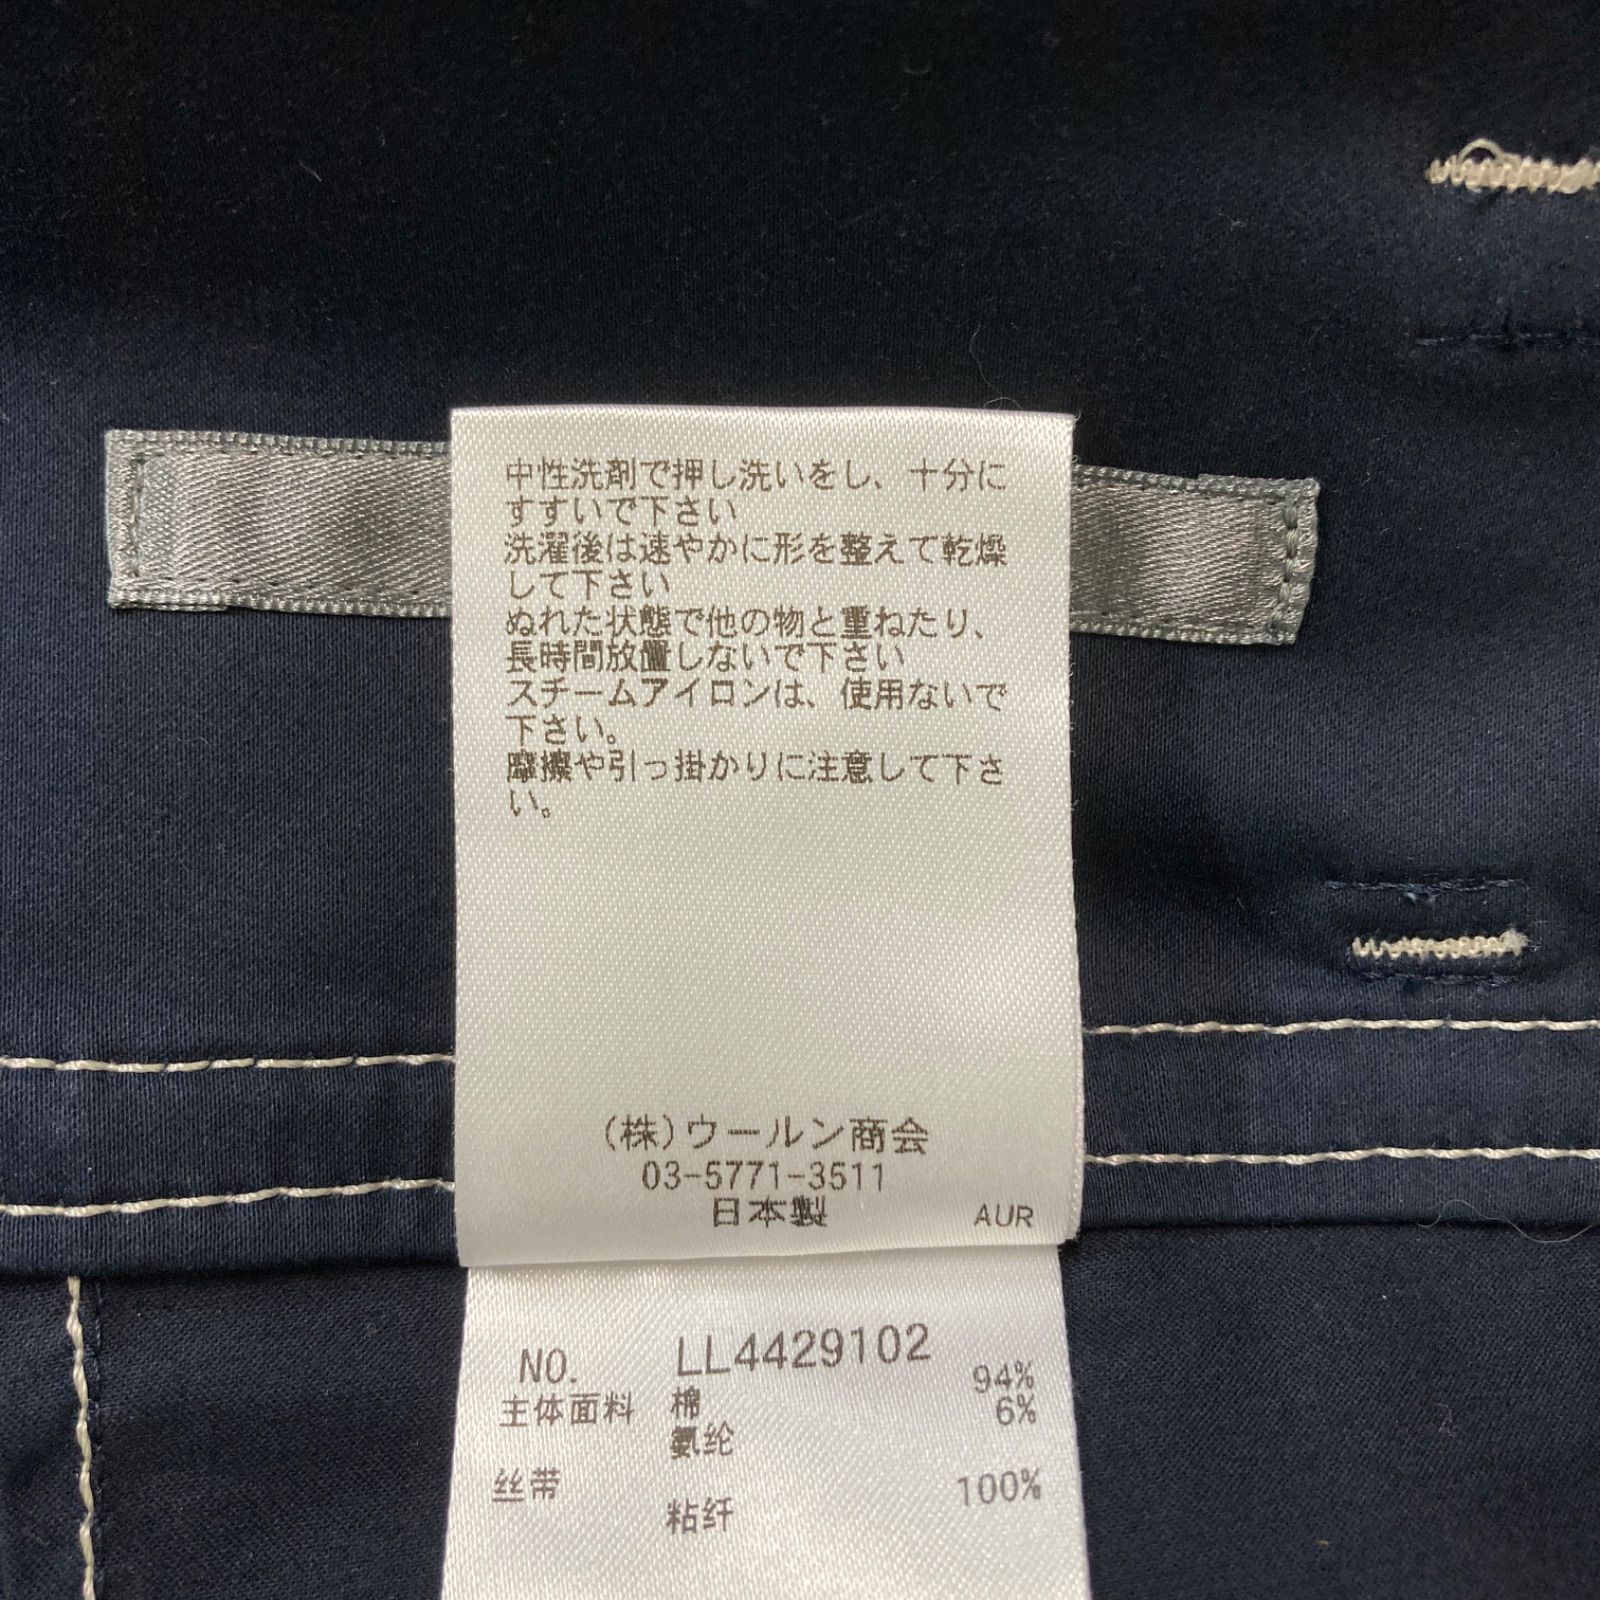 中性洗剤で押し洗いをし、十分に
すすいで下さい
洗濯後は速やかに形を整えて乾燥
して下さい
ぬれた状態で他の物と重ねたり、
長時間放置しないで下さい
スチームアイロンは、使用ないで
下さい。
摩擦や引っ掛かりに注意して下さ
い。
(株)ウールン商会
03-5771-3511
日本製 AUR
NO. LL4429102
主体面料 棉 94%
氨纶 6%
丝带 粘纤 100%